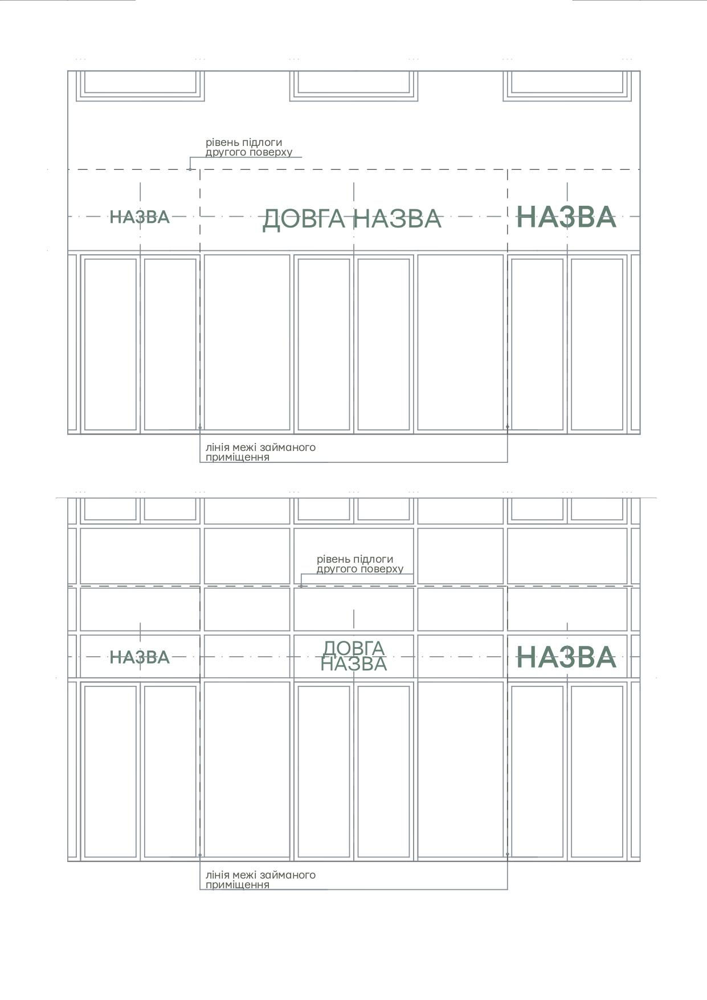 рівень підлоги
другого поверху
НАЗВА
ДОВГА НАЗВА
НАЗВА
лінія межі займаного
приміщення
рівень підлоги
другого поверху
НАЗВА
ДОВГА
НАЗВА
НАЗВА
лінія межі займаного
приміщення